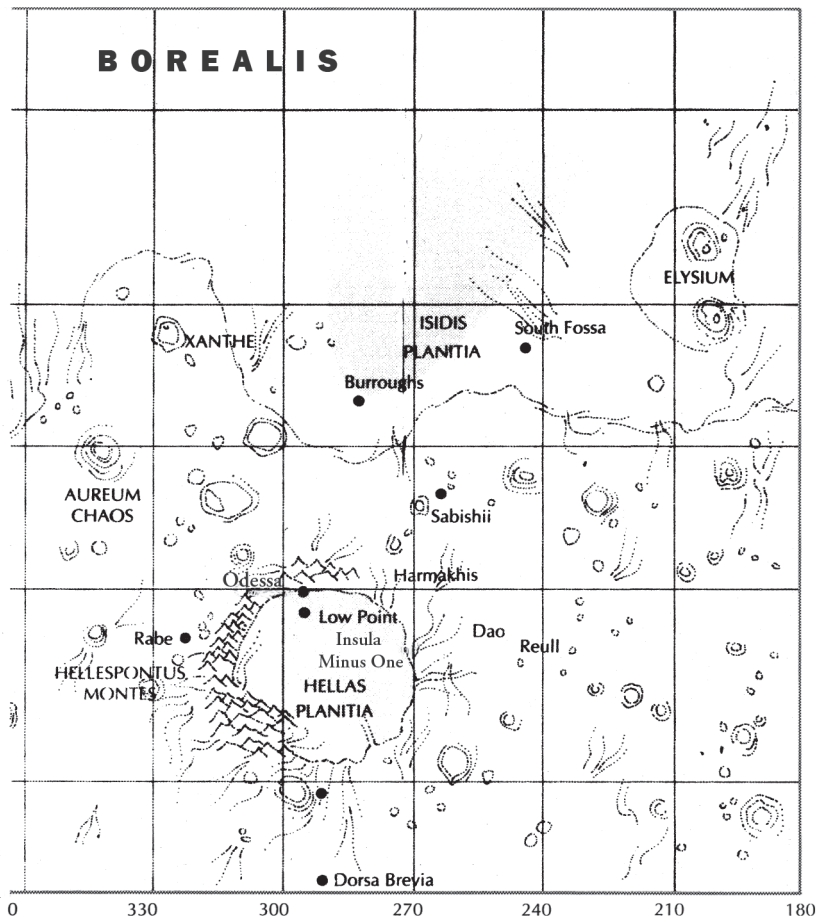 BOREALIS
ELYSIUM
ISIDIS
PLANITIA
South Fossa
XANTHE
Burroughs
AUREUM
CHAOS
Sabishii
Odessa
Harmakhis
Low Point
Insula
Minus One
Rabe
Dao
Reull
HELLESPONTUS
MONTES
HELLAS
PLANITIA
Dorsa Brevia
0 330 300 270 240 210 180